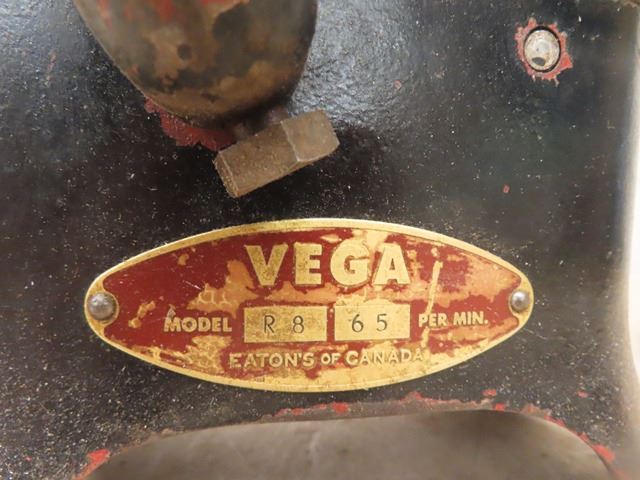 VEGA
MODEL R8 65 PER MIN.
EATON'S OF CANADA